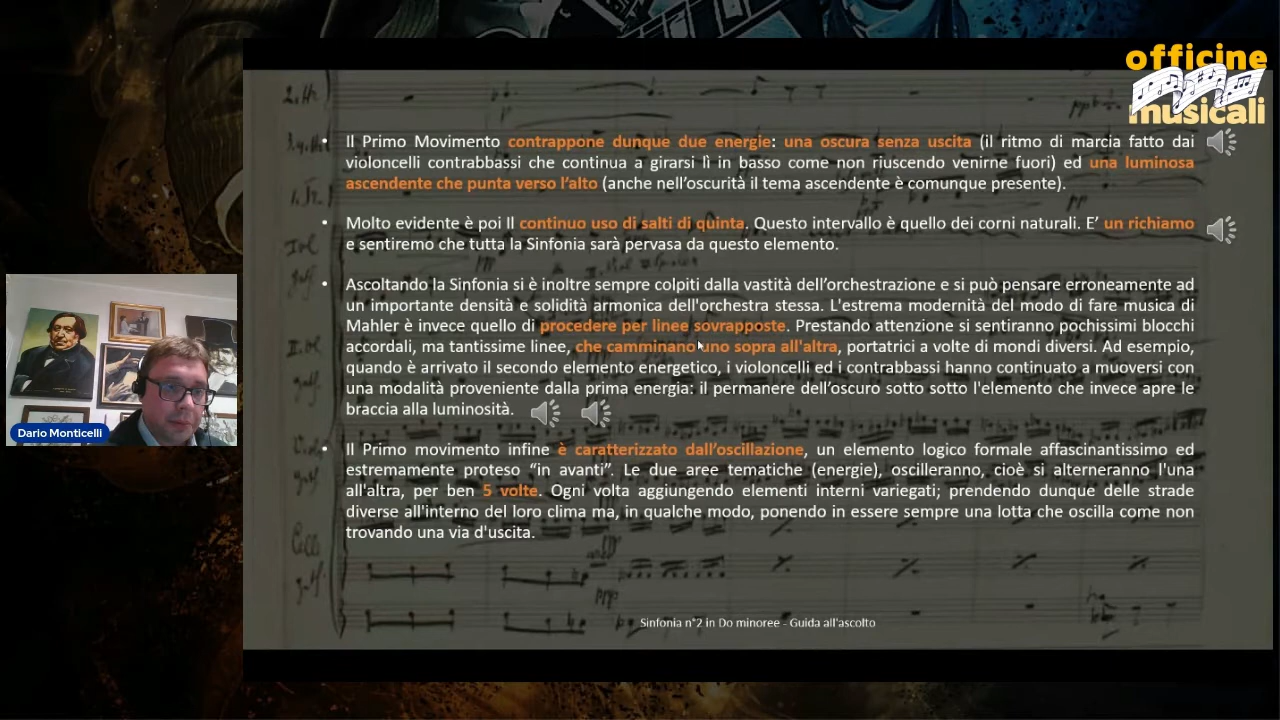 officine
musicali
Il Primo Movimento contrappone dunque due energie: una oscura senza uscita (il ritmo di marcia fatto dai
violoncelli contrabbassi che continua a girarsi lì in basso come non riuscendo venirne fuori) ed una luminosa
ascendente che punta verso l’alto (anche nell’oscurità il tema ascendente è comunque presente).
Molto evidente è poi Il continuo uso di salti di quinta. Questo intervallo è quello dei corni naturali. E’ un richiamo
e sentiremo che tutta la Sinfonia sarà pervasa da questo elemento.
Ascoltando la Sinfonia si è inoltre sempre colpiti dalla vastità dell’orchestrazione e si può pensare erroneamente ad
un importante densità e solidità armonica dell'orchestra stessa. L'estrema modernità del modo di fare musica di
Mahler è invece quello di procedere per linee sovrapposte. Prestando attenzione si sentiranno pochissimi blocchi
accordali, ma tantissime linee, che camminano uno sopra all'altra, portatrici a volte di mondi diversi. Ad esempio,
quando è arrivato il secondo elemento energetico, i violoncelli ed i contrabbassi hanno continuato a muoversi con
una modalità proveniente dalla prima energia: il permanere dell’oscuro sotto sotto l'elemento che invece apre le
braccia alla luminosità.
Il Primo movimento infine è caratterizzato dall’oscillazione, un elemento logico formale affascinantissimo ed
estremamente proteso “in avanti”. Le due aree tematiche (energie), oscilleranno, cioè si alterneranno l'una
all'altra, per ben 5 volte. Ogni volta aggiungendo elementi interni variegati; prendendo dunque delle strade
diverse all'interno del loro clima ma, in qualche modo, ponendo in essere sempre una lotta che oscilla come non
trovando una via d'uscita.
Dario Monticelli
Sinfonia n°2 in Do minoree - Guida all'ascolto